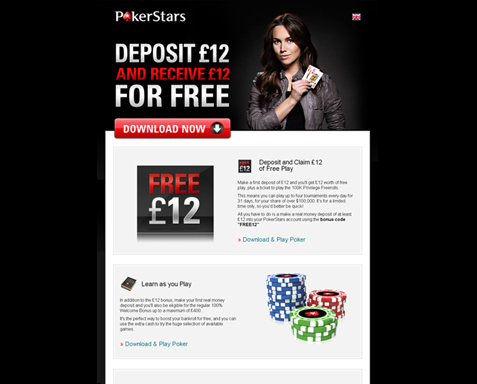 PokerStars
DEPOSIT £12
AND RECEIVE £12
FOR FREE
DOWNLOAD NOW
FREE
£12
Deposit and Claim £12
of Free Play
Make a first deposit of £12 and you'll get £12 worth of free
play, plus a ticket to play the 100K Privilege Freerolls.
This means you can play up to four tournaments every day for
31 days, for your share of over $100,000. It's for a limited
time only, so you'd better be quick!
All you have to do is a make a real money deposit of at least
£12 into your PokerStars account using the bonus code
"FREE12"
» Download & Play Poker
Learn as you Play
In addition to the £12 bonus, make your first real money
deposit and you'll also be eligible for the regular 100%
Welcome Bonus up to a maximum of £400.
It's the perfect way to boost your bankroll for free, and you can
use the extra cash to try the huge selection of available
games.
» Download & Play Poker